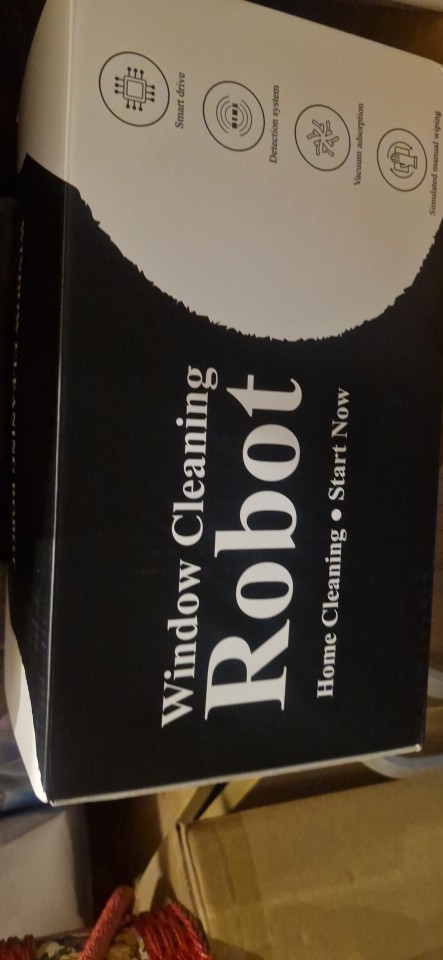 Window Cleaning
Robot
Home Cleaning ● Start Now
Smart drive
Detection system
Vacuum adsorption
Simulated manual wiping